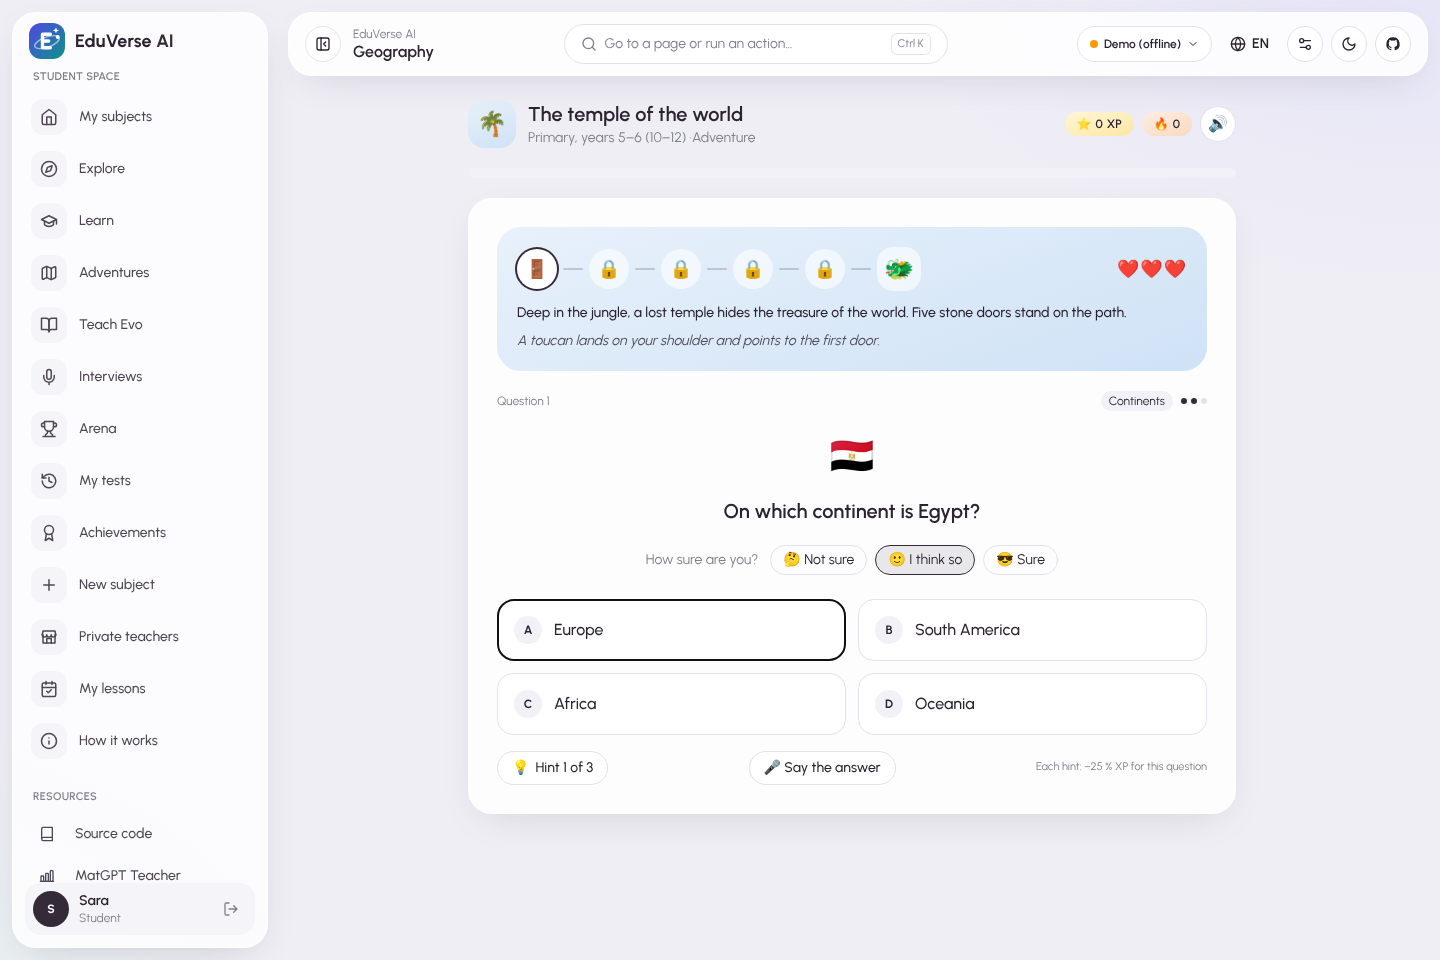 EduVerse AI
STUDENT SPACE
My subjects
Explore
Learn
Adventures
Teach Evo
Interviews
Arena
My tests
Achievements
New subject
Private teachers
My lessons
How it works
RESOURCES
Source code
MatGPT Teacher
S
Sara
Student
EduVerse AI
Geography
Go to a page or run an action...
Ctrl K
Demo (offline)
EN
The temple of the world
Primary, years 5–6 (10–12) ·Adventure
0 XP
0
Deep in the jungle, a lost temple hides the treasure of the world. Five stone doors stand on the path.
A toucan lands on your shoulder and points to the first door.
Question 1
Continents
On which continent is Egypt?
How sure are you?
Not sure
I think so
Sure
A Europe
B South America
C Africa
D Oceania
Hint 1 of 3
Say the answer
Each hint: −25 % XP for this question